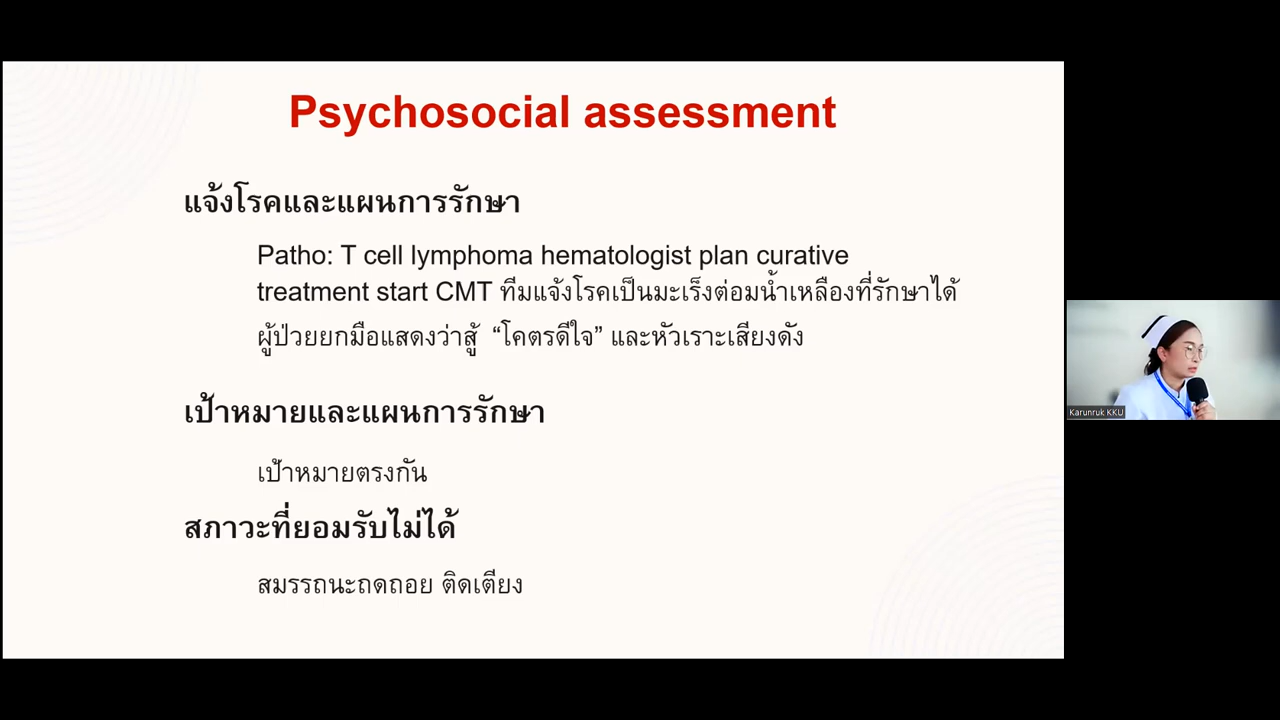 Psychosocial assessment
แจ้งโรคและแผนการรักษา
Patho: T cell lymphoma hematologist plan curative
treatment start CMT ทีมแจ้งโรคเป็นมะเร็งต่อมน้ำเหลืองที่รักษาได้
ผู้ป่วยยกมือแสดงว่าสู้ “โคตรดีใจ” และหัวเราะเสียงดัง
เป้าหมายและแผนการรักษา
เป้าหมายตรงกัน
สภาวะที่ยอมรับไม่ได้
สมรรถนะถดถอย ติดเตียง
Karunruk KKU